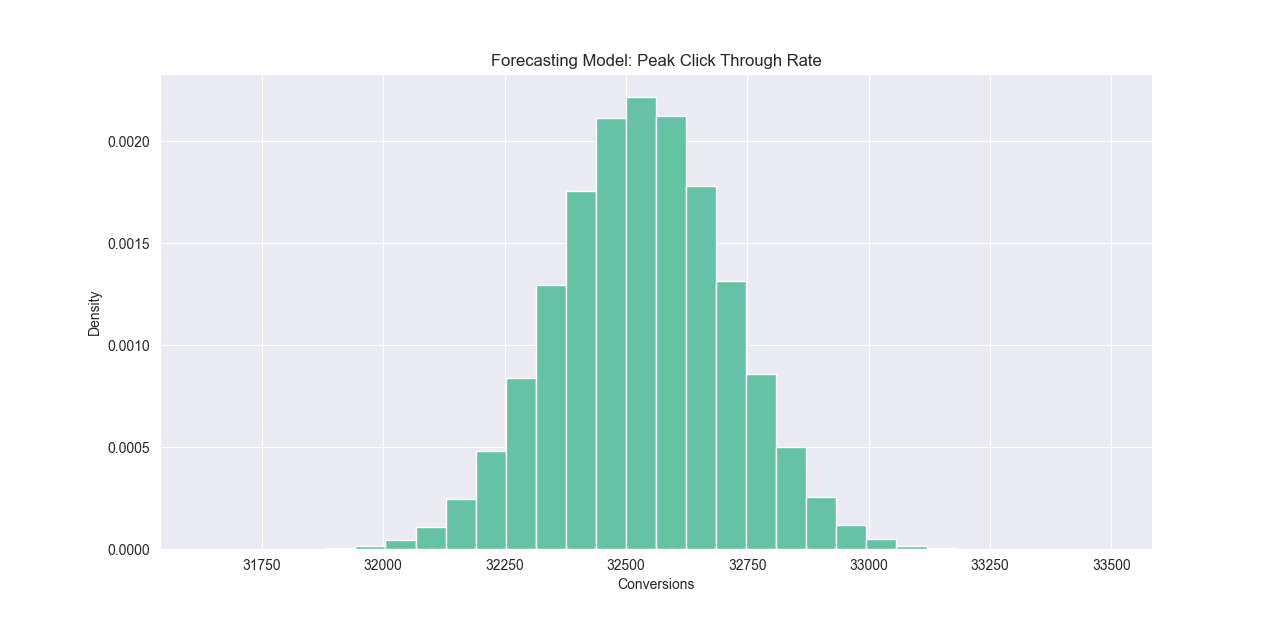 Forecasting Model: Peak Click Through Rate
0.0020
0.0015
0.0010
0.0005
0.0000
Density
31750 32000 32250 32500 32750 33000 33250 33500
Conversions